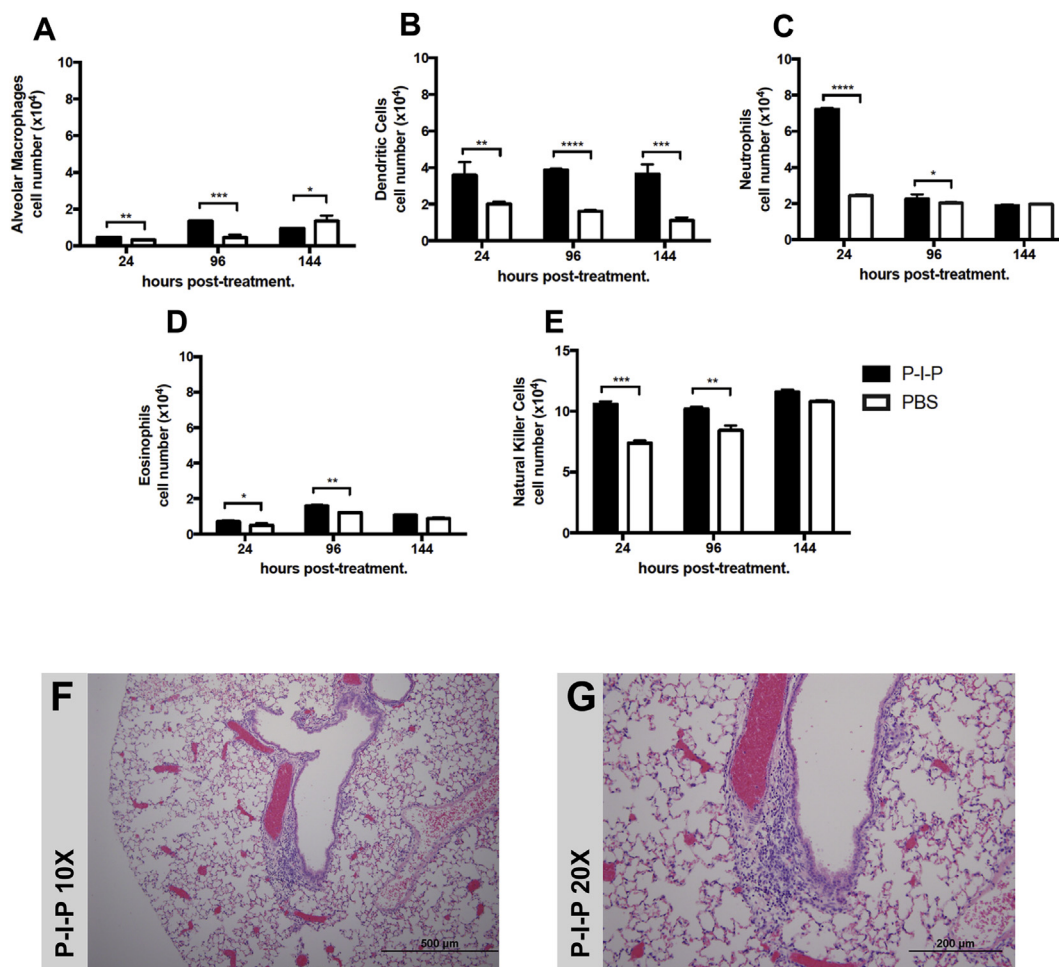 A
Alveolar Macrophages
cell number (x10⁴)
10
8
6
4
2
0
**
***
*
24
96
144
hours post-treatment.
B
Dendritic Cells
cell number (x10⁴)
10
8
6
4
2
0
**
****
***
24
96
144
hours post-treatment.
C
Neutrophils
cell number (x10⁴)
10
8
6
4
2
0
****
*
24
96
144
hours post-treatment.
D
Eosinophils
cell number (x10⁴)
10
8
6
4
2
0
*
**
24
96
144
hours post-treatment.
E
Natural Killer Cells
cell number (x10⁴)
15
10
5
0
***
**
24
96
144
hours post-treatment.
P-I-P
PBS
F
P-I-P 10X
500 µm
G
P-I-P 20X
200 µm